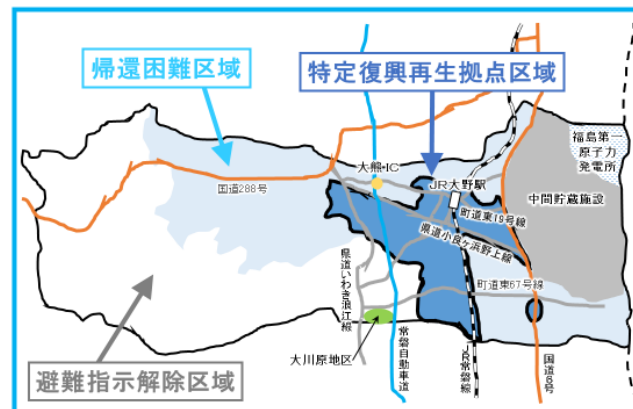 帰還困難区域
特定復興再生拠点区域
福島第一
原子力
発電所
大熊IC
JR大野駅
国道288号
中間貯蔵施設
町道東19号線
県道小良ヶ浜野上線
県道いわき浪江線
町道東67号線
大川原地区
常磐自動車道
JR常磐線
国道6号
避難指示解除区域